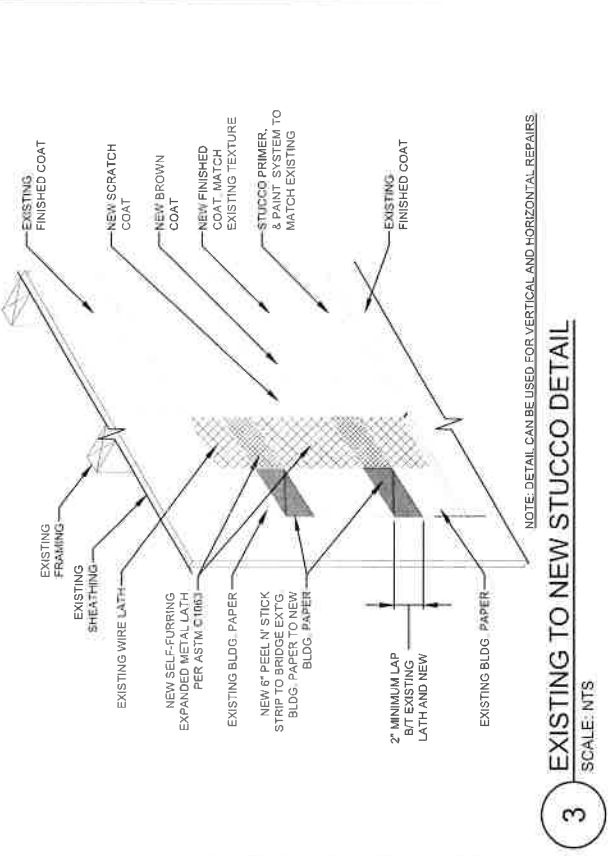 EXISTING
FRAMING
EXISTING
SHEATHING
EXISTING WIRE LATH
NEW SELF-FURRING
EXPANDED METAL LATH
PER ASTM C1063
EXISTING BLDG. PAPER
NEW 6" PEEL N' STICK
STRIP TO BRIDGE EXT'G.
BLDG. PAPER TO NEW
BLDG. PAPER
2" MINIMUM LAP
B/T EXISTING
LATH AND NEW
EXISTING BLDG. PAPER
EXISTING
FINISHED COAT
NEW SCRATCH
COAT
NEW BROWN
COAT
NEW FINISHED
COAT, MATCH
EXISTING TEXTURE
STUCCO PRIMER,
& PAINT SYSTEM TO
MATCH EXISTING
EXISTING
FINISHED COAT
NOTE: DETAIL CAN BE USED FOR VERTICAL AND HORIZONTAL REPAIRS
3
EXISTING TO NEW STUCCO DETAIL
SCALE: NTS